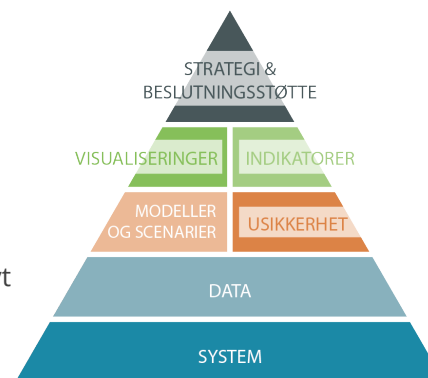 STRATEGI &
BESLUTNINGSSTØTTE
VISUALISERINGER
INDIKATORER
MODELLER
OG SCENARIER
USIKKERHET
DATA
SYSTEM